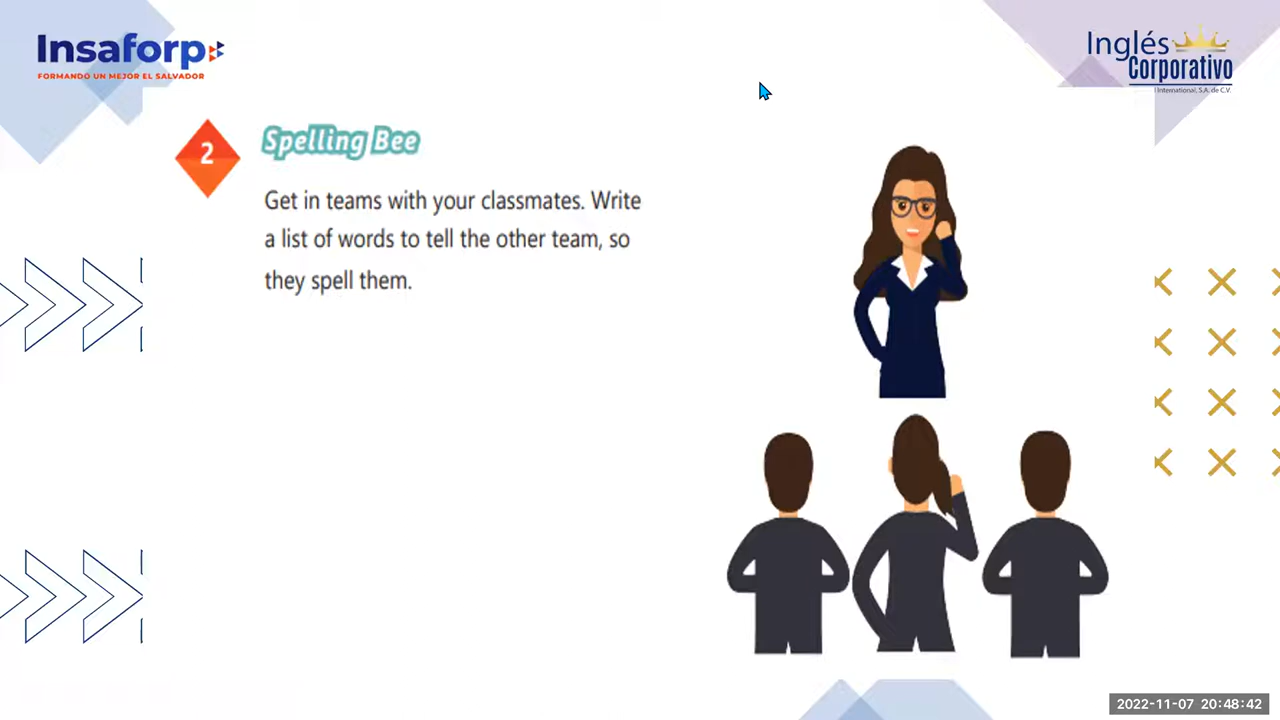 Insaforp
FORMANDO UN MEJOR EL SALVADOR
Inglés
Corporativo
International, S.A. de C.V.
2
Spelling Bee
Get in teams with your classmates. Write
a list of words to tell the other team, so
they spell them.
2022-11-07 20:48:42